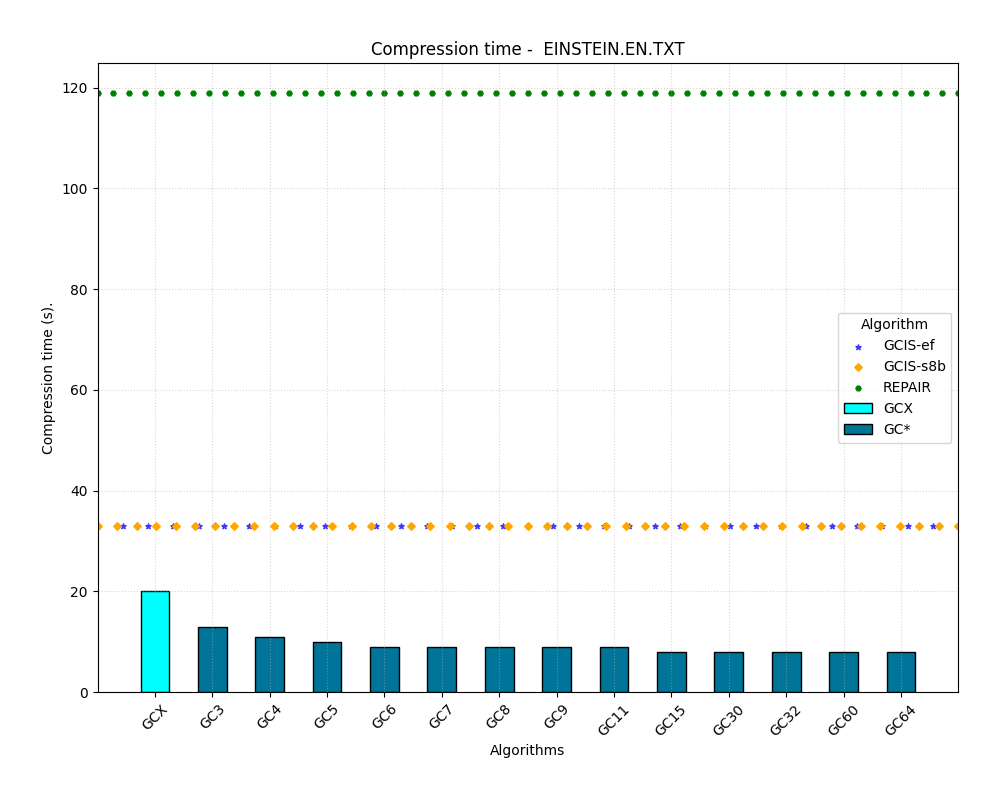 Compression time -  EINSTEIN.EN.TXT
120
100
80
60
40
20
0
Compression time (s).
Algorithm
GCIS-ef
GCIS-s8b
REPAIR
GCX
GC*
GCX
GC3
GC4
GC5
GC6
GC7
GC8
GC9
GC11
GC15
GC30
GC32
GC60
GC64
Algorithms